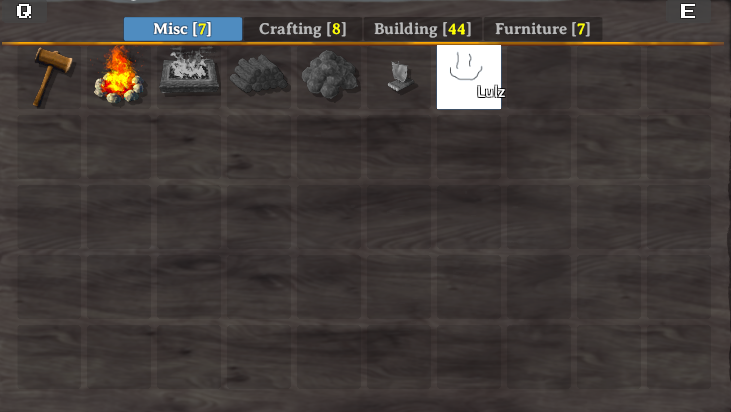 Q
E
Misc [7]
Crafting [8]
Building [44]
Furniture [7]
Lulz